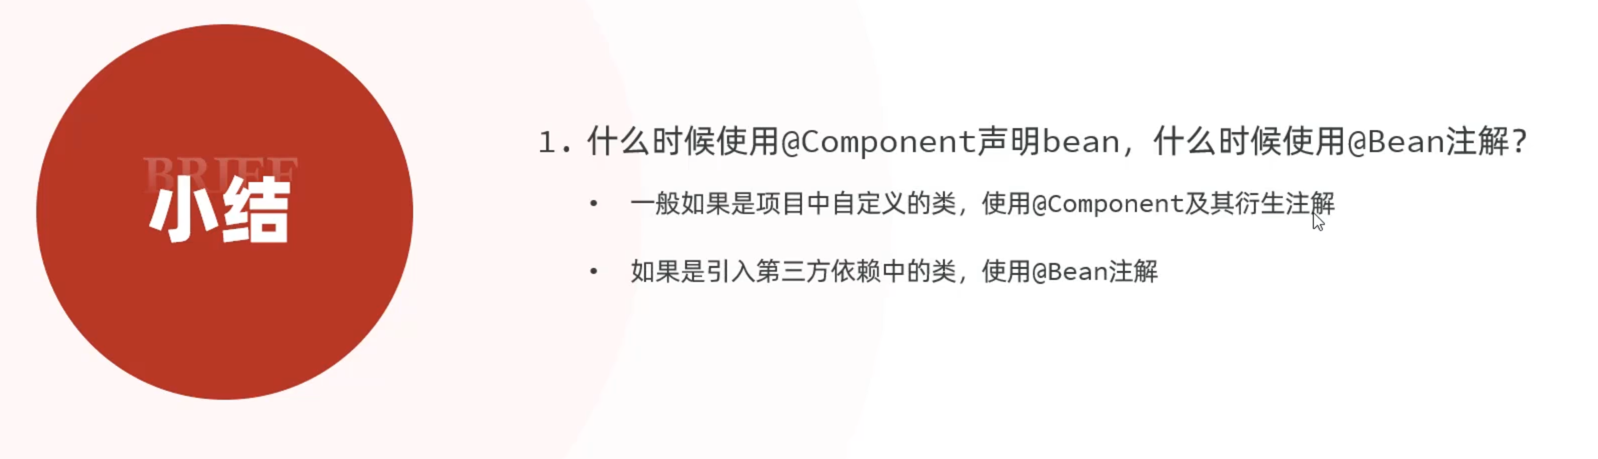 BRIEF
小结
1. 什么时候使用@Component声明bean，什么时候使用@Bean注解？
• 一般如果是项目中自定义的类，使用@Component及其衍生注解
• 如果是引入第三方依赖中的类，使用@Bean注解